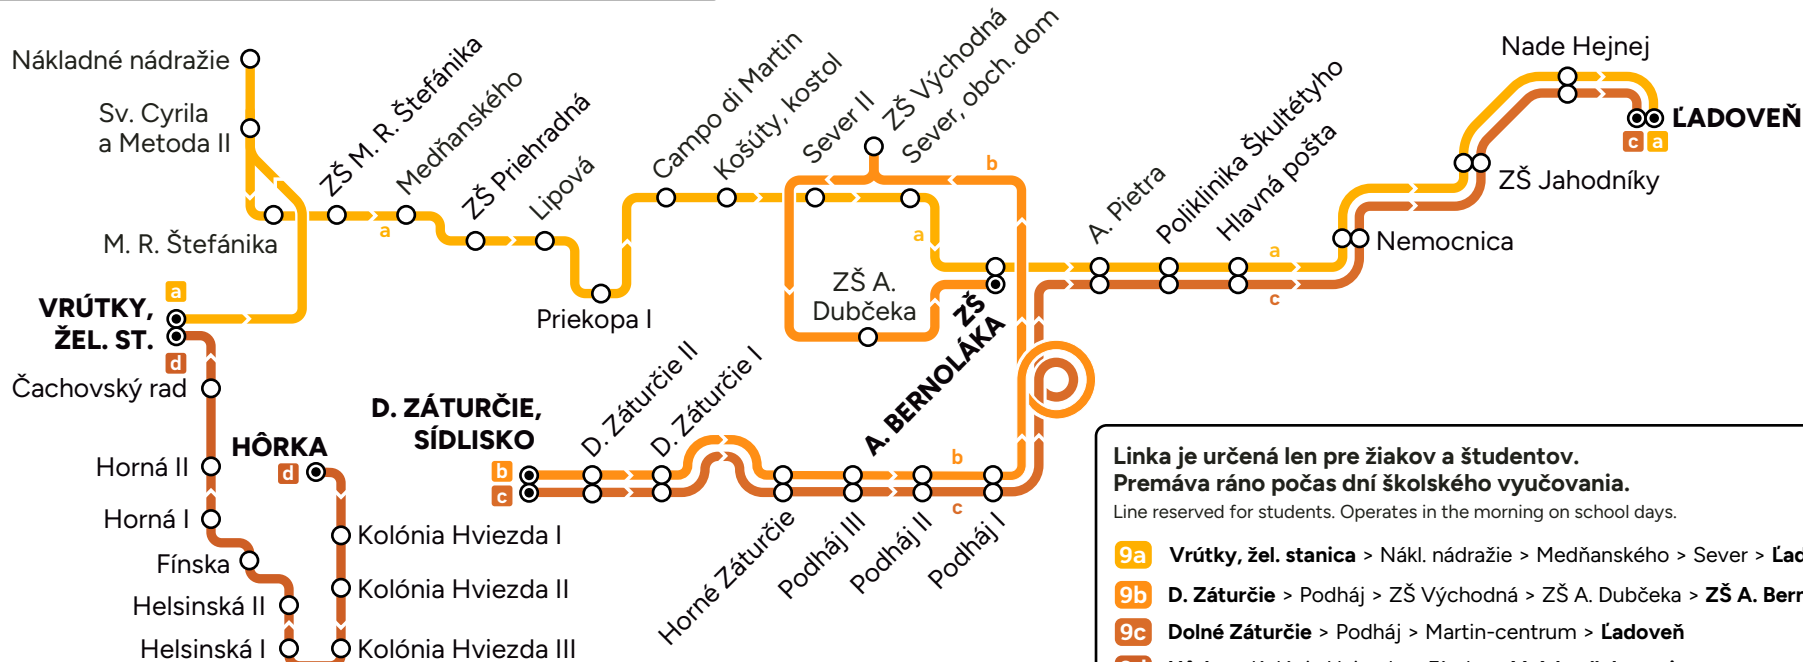 Nákladné nádražie
Sv. Cyrila
a Metoda II
M. R. Štefánika
ZŠ M. R. Štefánika
Medňanského
ZŠ Priehradná
Lipová
Priekopa I
Campo di Martin
Košúty, kostol
Sever II
ZŠ Východná
Sever, obch. dom
ZŠ A.
Dubčeka
ZŠ
A. BERNOLÁKA
A. Pietra
Poliklinika Škultétyho
Hlavná pošta
Nemocnica
ZŠ Jahodníky
Nade Hejnej
ĽADOVEŇ
c a
a
a
b
a
c
b
c
a
VRÚTKY,
ŽEL. ST.
d
Čachovský rad
Horná II
Horná I
Fínska
Helsinská II
Helsinská I
HÔRKA
d
Kolónia Hviezda I
Kolónia Hviezda II
Kolónia Hviezda III
D. ZÁTURČIE,
SÍDLISKO
b
c
D. Záturčie II
D. Záturčie I
Horné Záturčie
Podháj III
Podháj II
Podháj I
Linka je určená len pre žiakov a študentov.
Premáva ráno počas dní školského vyučovania.
Line reserved for students. Operates in the morning on school days.
9a Vrútky, žel. stanica > Nákl. nádražie > Medňanského > Sever > Ľad
9b D. Záturčie > Podháj > ZŠ Východná > ZŠ A. Dubčeka > ZŠ A. Bern
9c Dolné Záturčie > Podháj > Martin-centrum > Ľadoveň